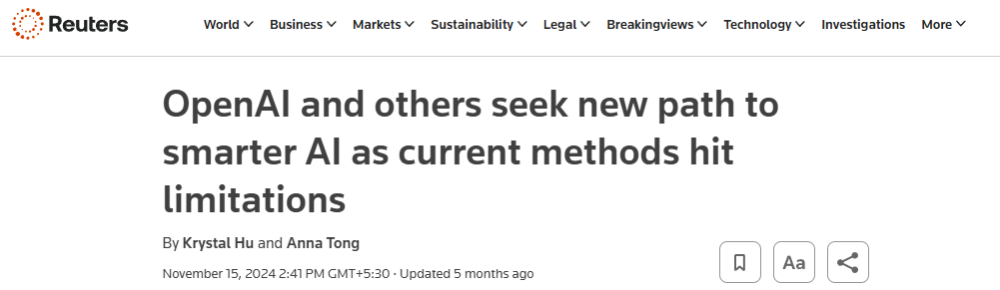 Reuters World Business Markets Sustainability Legal Breakingviews Technology Investigations More
OpenAI and others seek new path to
smarter AI as current methods hit
limitations
By Krystal Hu and Anna Tong
November 15, 2024 2:41 PM GMT+5:30 · Updated 5 months ago
Aa